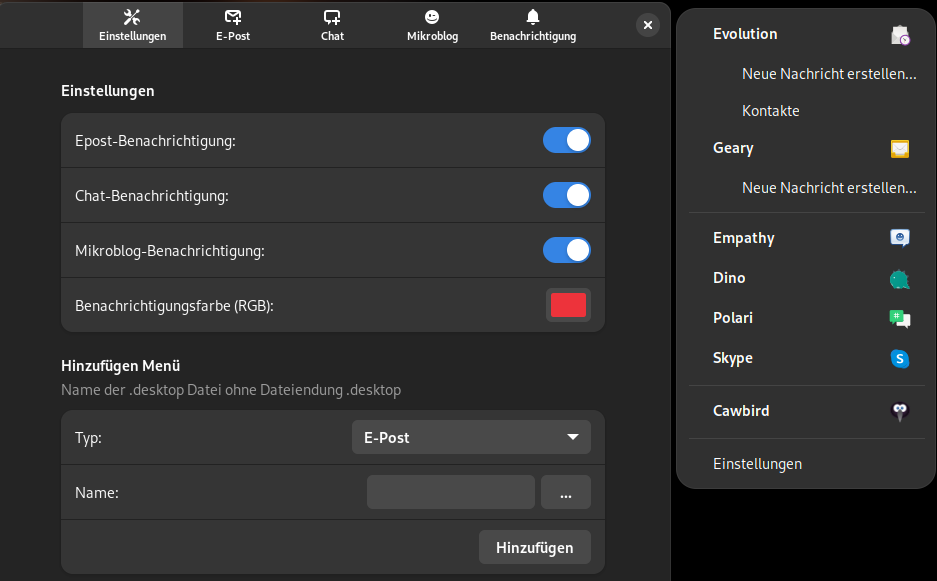 Einstellungen
E-Post
Chat
Mikroblog
Benachrichtigung
Einstellungen
Epost-Benachrichtigung:
Chat-Benachrichtigung:
Mikroblog-Benachrichtigung:
Benachrichtigungsfarbe (RGB):
Hinzufügen Menü
Name der .desktop Datei ohne Dateiendung .desktop
Typ:
E-Post
Name:
...
Hinzufügen
Evolution
Neue Nachricht erstellen...
Kontakte
Geary
Neue Nachricht erstellen...
Empathy
Dino
Polari
Skype
Cawbird
Einstellungen